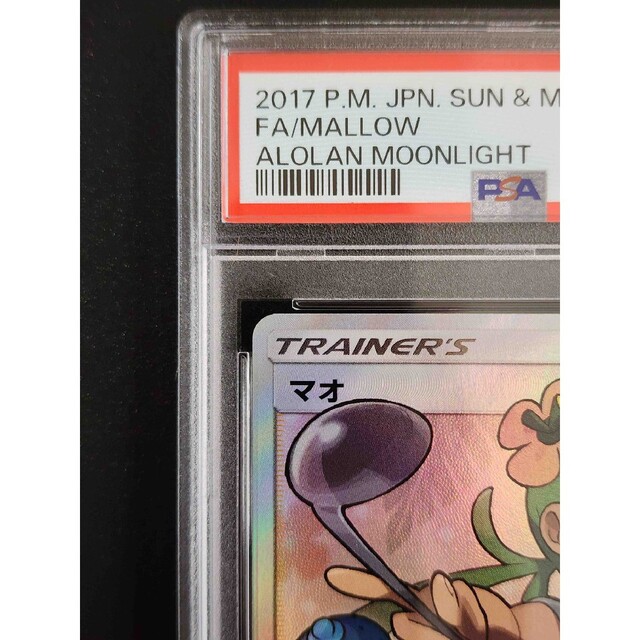 2017 P.M. JPN. SUN & M
FA/MALLOW
ALOLAN MOONLIGHT
PSA
TRAINER'S
マオ